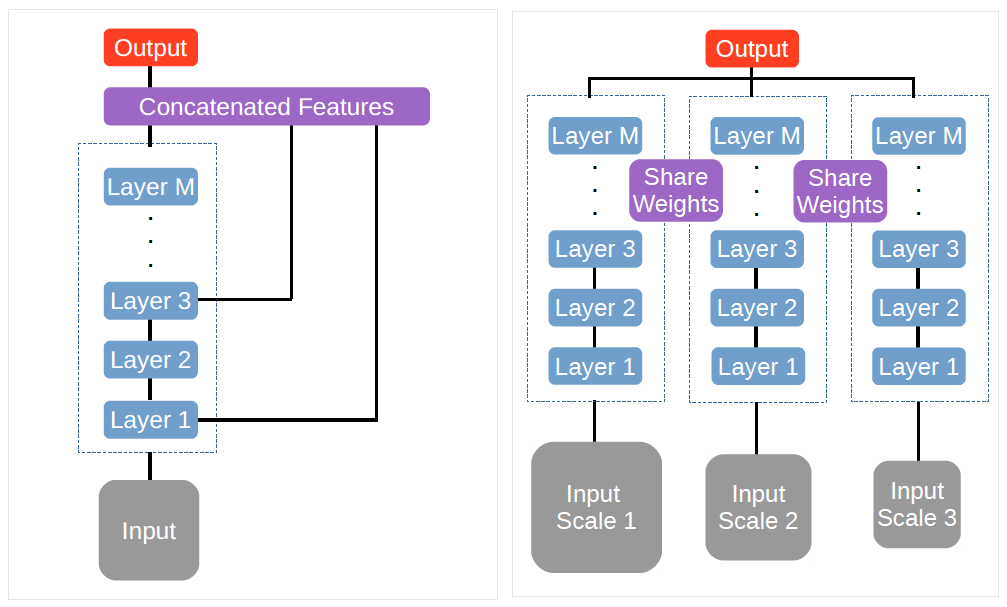 Output
Concatenated Features
Layer M
.
.
.
Layer 3
Layer 2
Layer 1
Input
Output
Layer M
Layer M
Layer M
.
.
.
.
.
.
.
.
.
Share
Weights
Share
Weights
Layer 3
Layer 3
Layer 3
Layer 2
Layer 2
Layer 2
Layer 1
Layer 1
Layer 1
Input
Scale 1
Input
Scale 2
Input
Scale 3